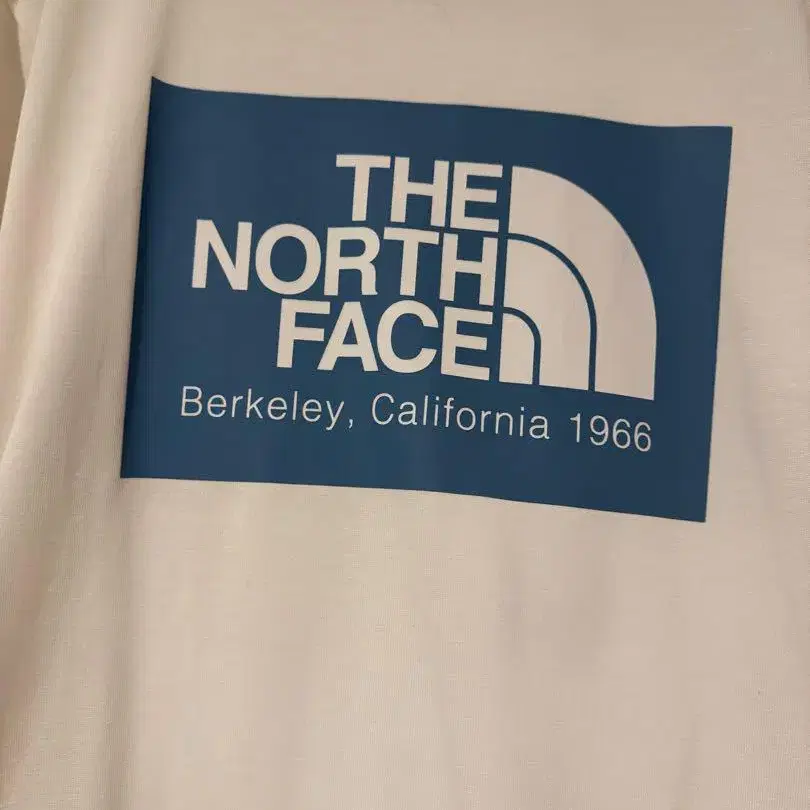 THE
NORTH
FACE
Berkeley, California 1966